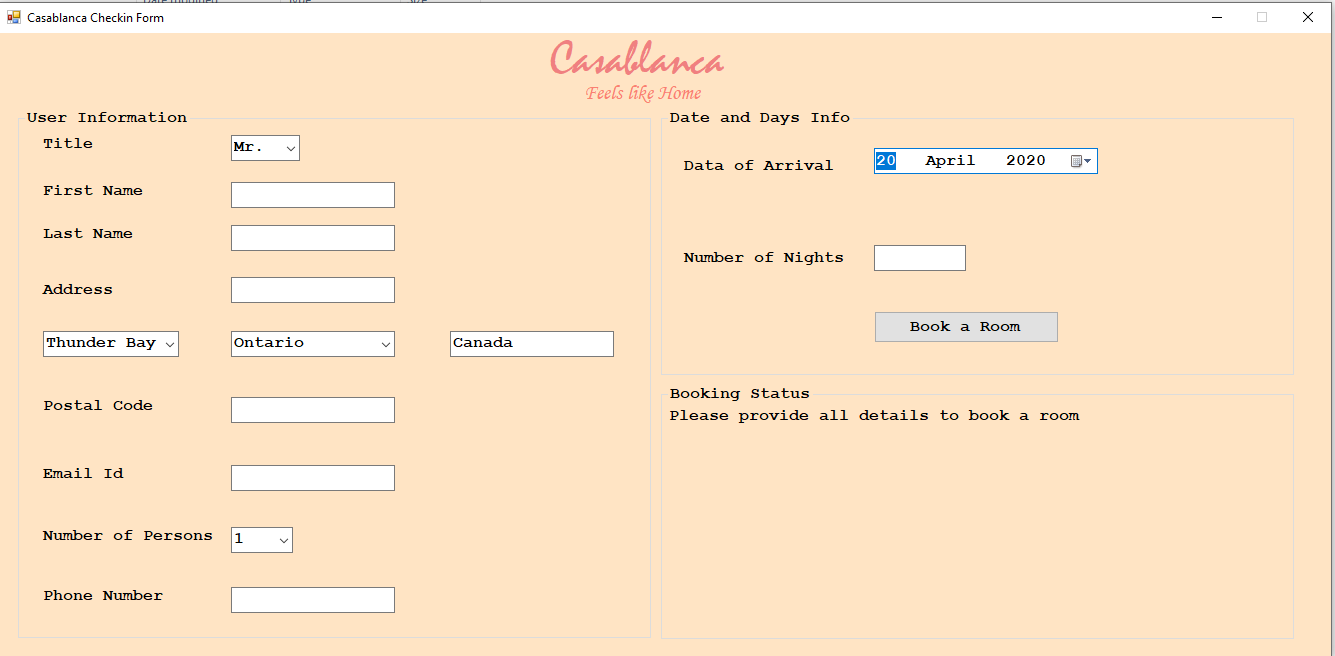 Casablanca Checkin Form
Casablanca
Feels like Home
User Information
Title
Mr.
First Name
Last Name
Address
Thunder Bay
Ontario
Canada
Postal Code
Email Id
Number of Persons
1
Phone Number
Date and Days Info
Data of Arrival
20 April 2020
Number of Nights
Book a Room
Booking Status
Please provide all details to book a room